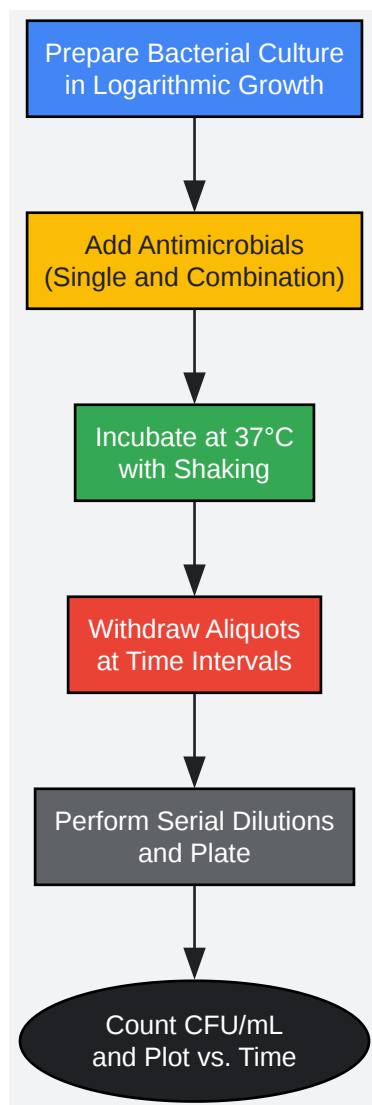 Prepare Bacterial Culture
in Logarithmic Growth
Add Antimicrobials
(Single and Combination)
Incubate at 37°C
with Shaking
Withdraw Aliquots
at Time Intervals
Perform Serial Dilutions
and Plate
Count CFU/mL
and Plot vs. Time